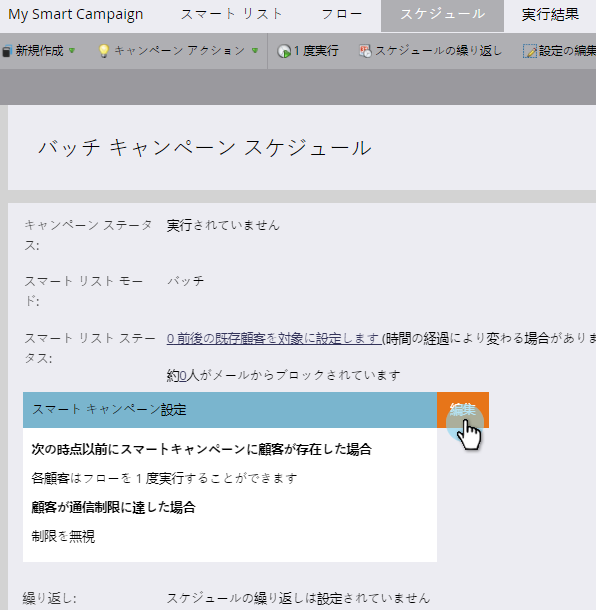 My Smart Campaign スマート リスト フロー スケジュール 実行結果
新規作成 キャンペーン アクション 1 度実行 スケジュールの繰り返し 設定の編集
バッチ キャンペーン スケジュール
キャンペーン ステータ 実行されていません
ス:
スマート リスト モー バッチ
ド:
スマート リスト ステー 0 前後の既存顧客を対象に設定します (時間の経過により変わる場合がありま
タス:
約0人がメールからブロックされています
スマート キャンペーン設定 編集
次の時点以前にスマートキャンペーンに顧客が存在した場合
各顧客はフローを 1 度実行することができます
顧客が通信制限に達した場合
制限を無視
繰り返し: スケジュールの繰り返しは設定されていません